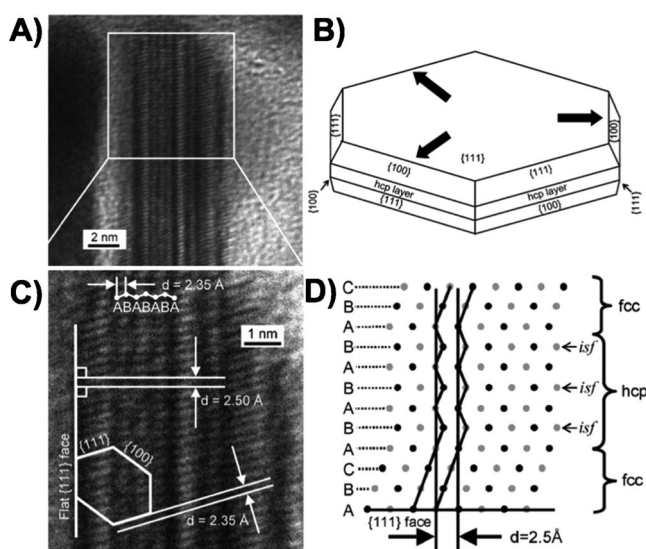 A)
2 nm
B)
{111}
{100}
{100}
{111}
{111}
hcp layer
hcp layer
{111}
{100}
{100}
{111}
C)
d = 2.35 Å
ABABABA
1 nm
d = 2.50 Å
Flat {111} face
{111}
{100}
d = 2.35 Å
D)
C
B
A
B isf
A
B isf
A
B isf
A
C
B
A
fcc
hcp
fcc
{111} face
d=2.5Å